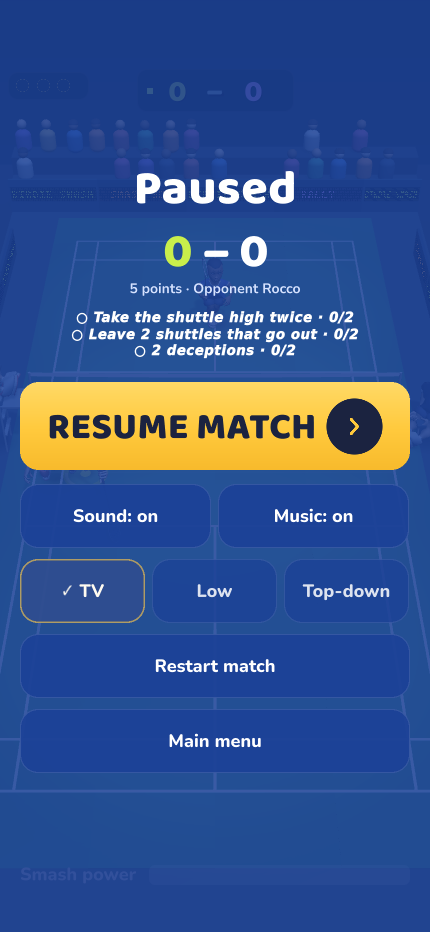 0 – 0
Paused
0 – 0
5 points · Opponent Rocco
○ Take the shuttle high twice · 0/2
○ Leave 2 shuttles that go out · 0/2
○ 2 deceptions · 0/2
RESUME MATCH
Sound: on
Music: on
✓ TV
Low
Top-down
Restart match
Main menu
Smash power